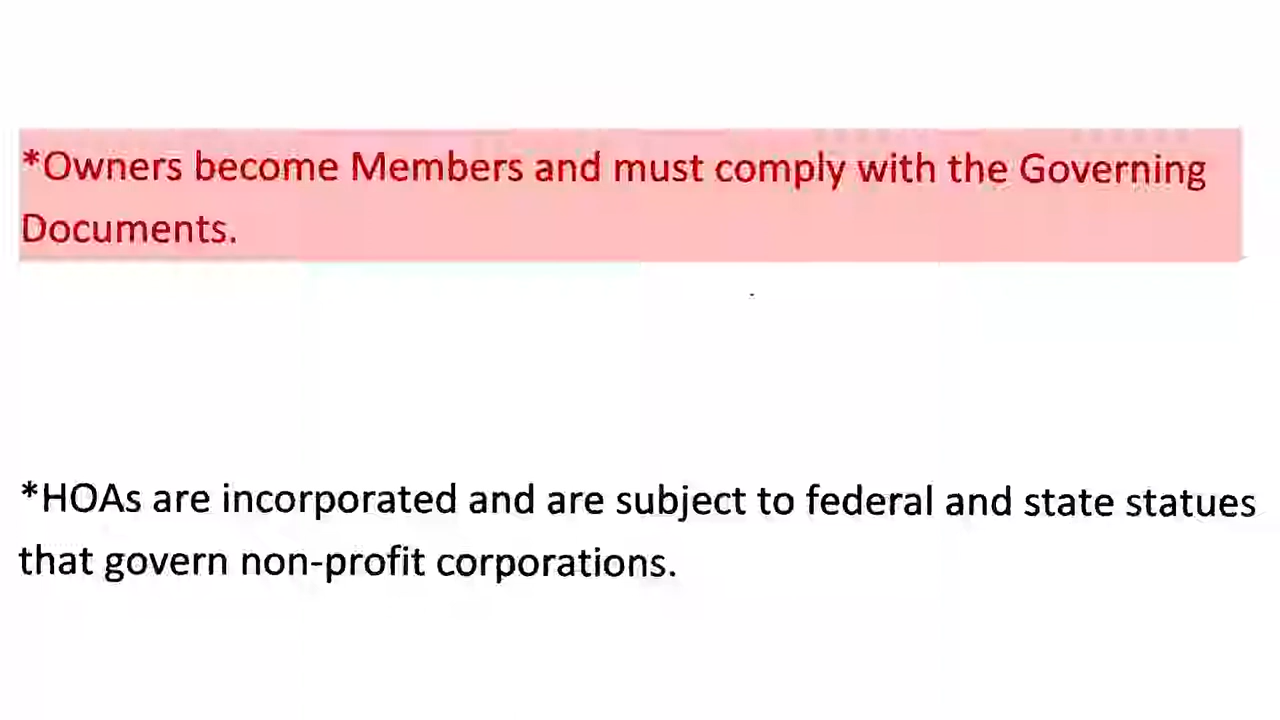 *Owners become Members and must comply with the Governing
Documents.
*HOAs are incorporated and are subject to federal and state statues
that govern non-profit corporations.